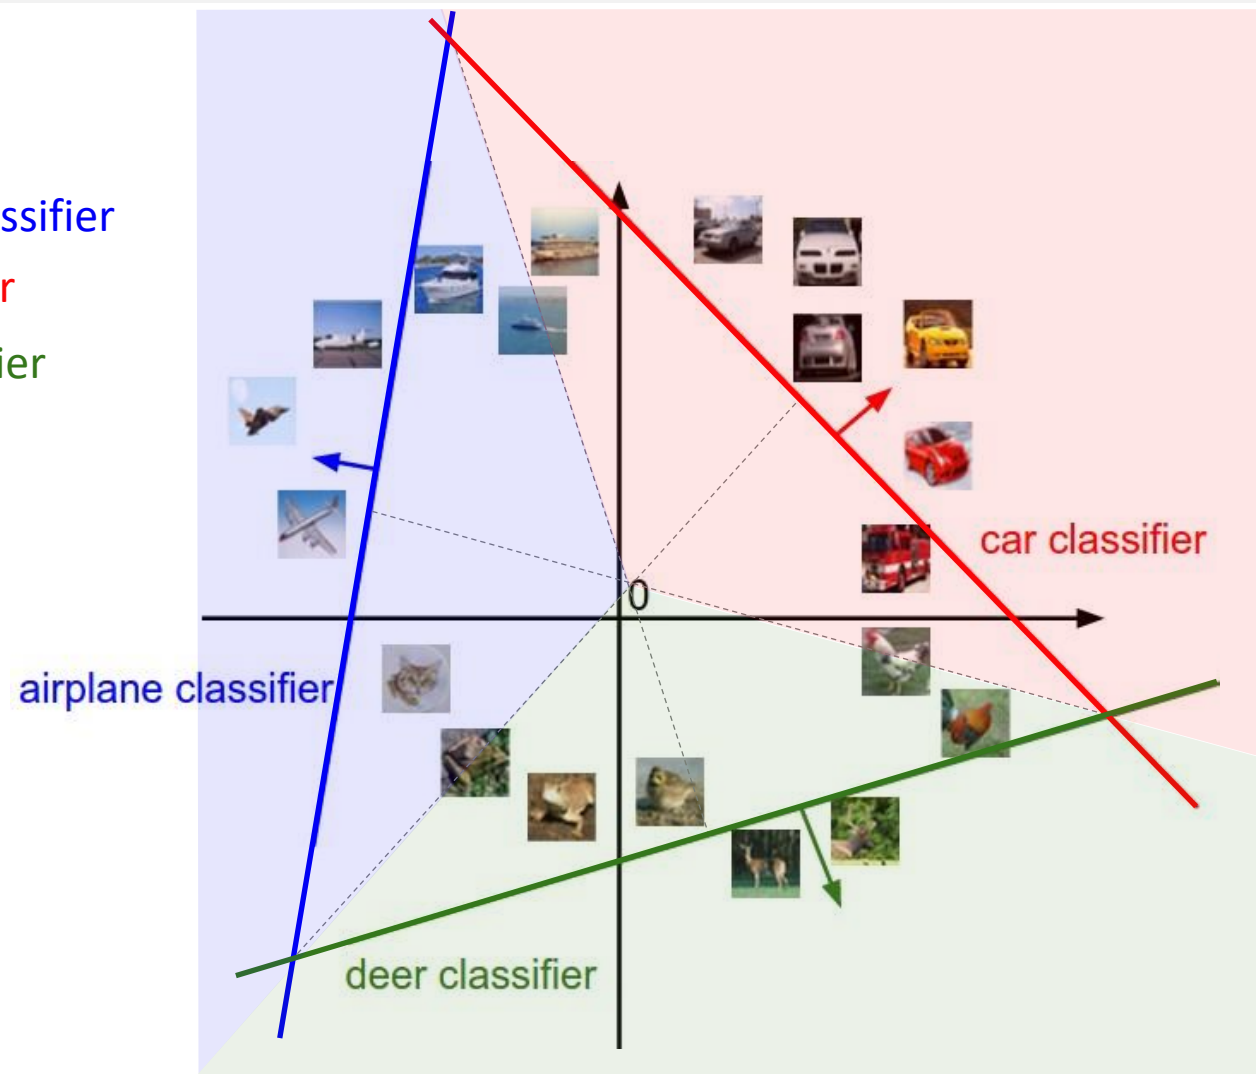 ssifier
r
ier
0
car classifier
airplane classifier
deer classifier